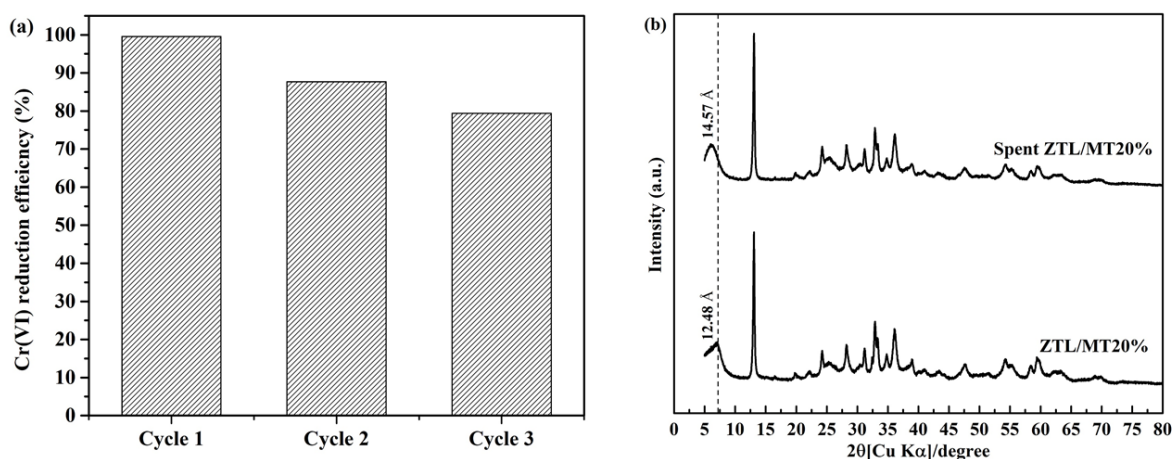 (a)
100
90
80
70
60
50
40
30
20
10
0
Cr(VI) reduction efficiency (%)
Cycle 1 Cycle 2 Cycle 3
(b)
Intensity (a.u.)
14.57 Å
Spent ZTL/MT20%
12.48 Å
ZTL/MT20%
0 5 10 15 20 25 30 35 40 45 50 55 60 65 70 75 80
2θ[Cu Kα]/degree